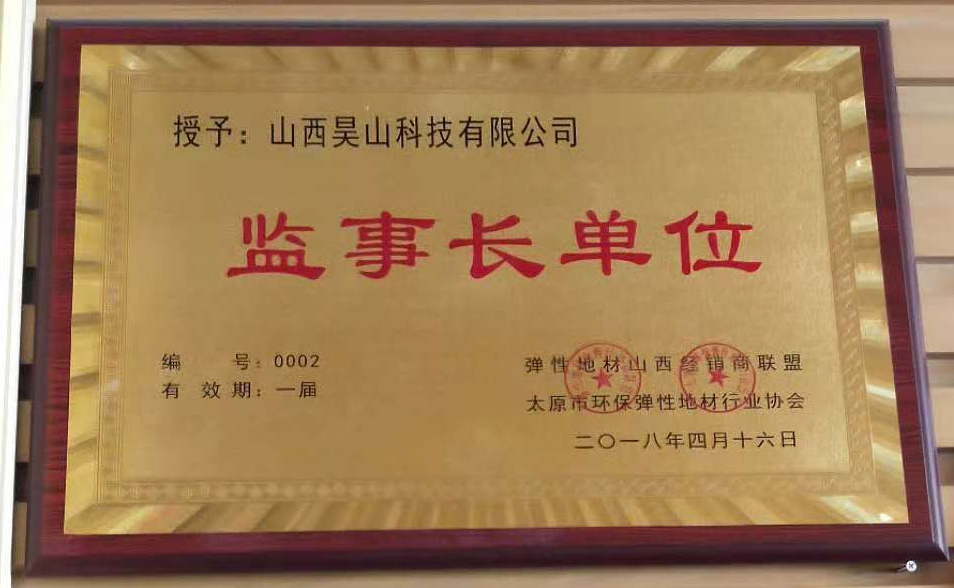 授予：山西昊山科技有限公司
监事长单位
编 号：0002
有 效 期：一届
弹性地材山西经销商联盟
太原市环保弹性地材行业协会
二〇一八年四月十六日